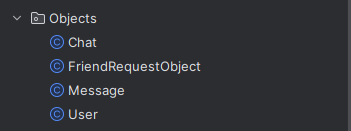 Objects
Chat
FriendRequestObject
Message
User